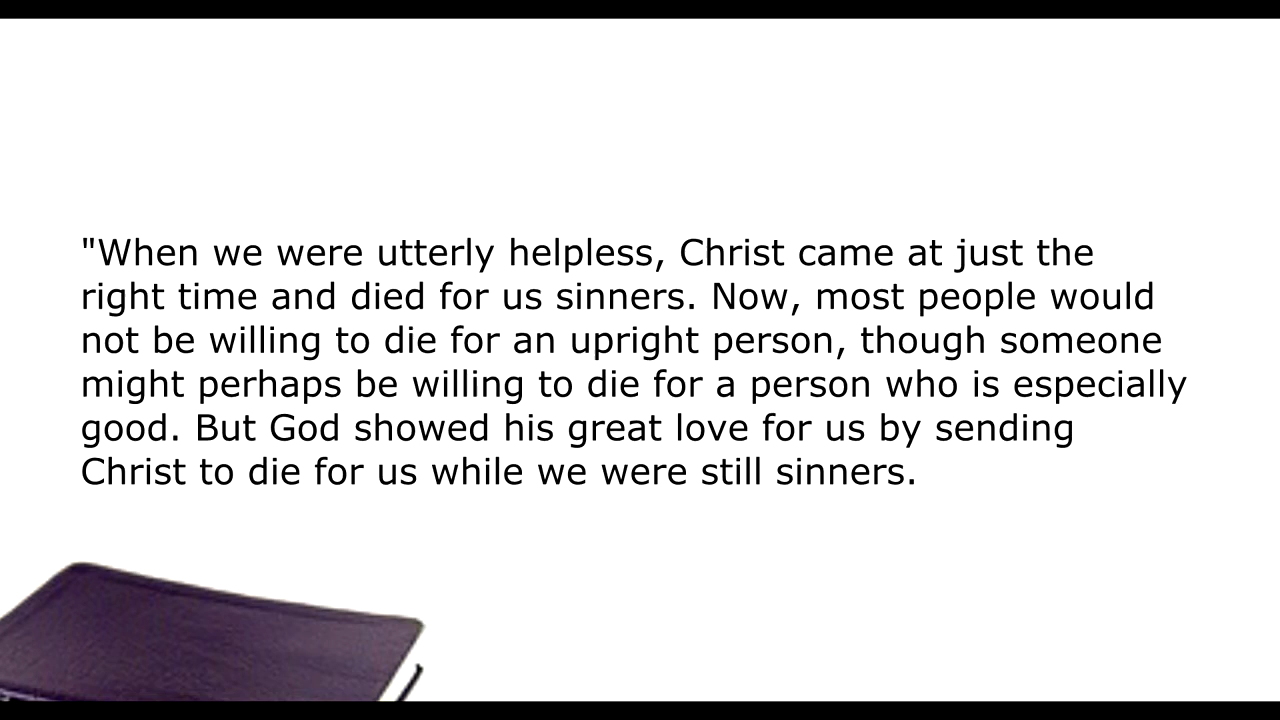 "When we were utterly helpless, Christ came at just the
right time and died for us sinners. Now, most people would
not be willing to die for an upright person, though someone
might perhaps be willing to die for a person who is especially
good. But God showed his great love for us by sending
Christ to die for us while we were still sinners.